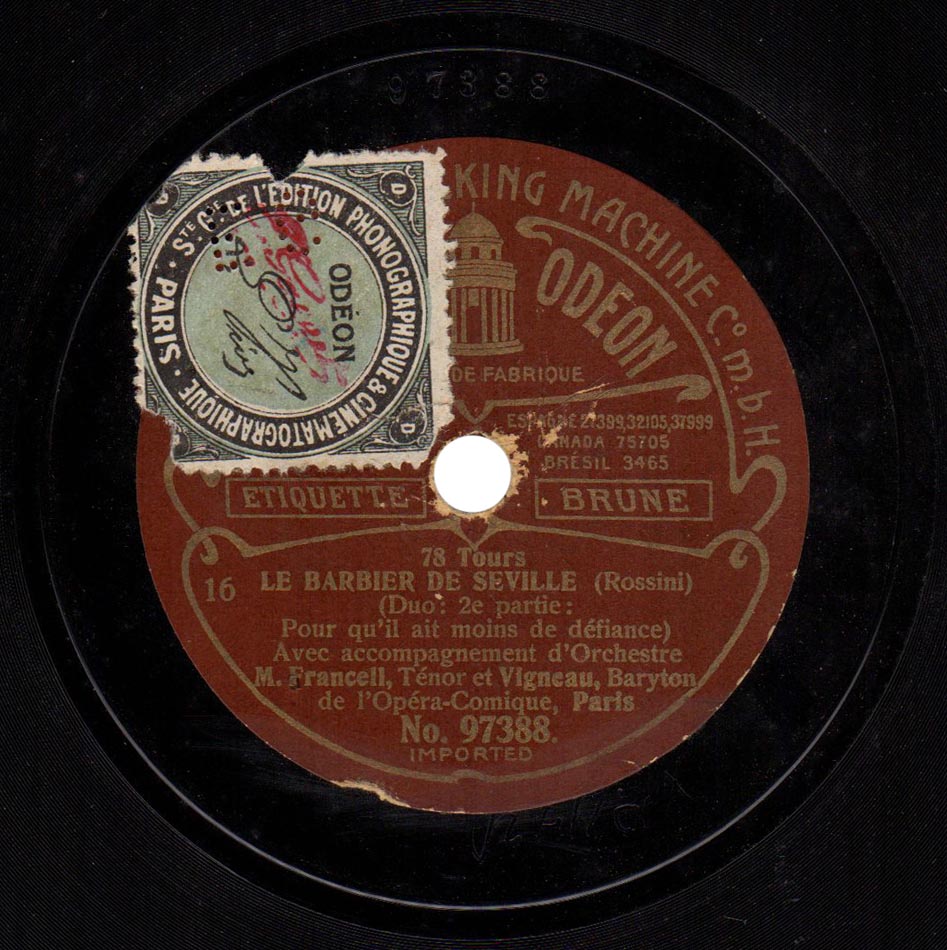 97388
KING MACHINE Co. m.b.H.
ODEON
DE FABRIQUE
STE GLE DE L'EDITION PHONOGRAPHIQUE & CINEMATOGRAPHIQUE · PARIS ·
ODÉON
D
D
D
ESPAGNE 27399,32105,37999
CANADA 75705
BRÉSIL 3465
ETIQUETTE BRUNE
78 Tours
16
LE BARBIER DE SEVILLE (Rossini)
(Duo: 2e partie:
Pour qu'il ait moins de défiance)
Avec accompagnement d'Orchestre
M. Francell, Ténor et Vigneau, Baryton
de l'Opéra-Comique, Paris
No. 97388.
IMPORTED